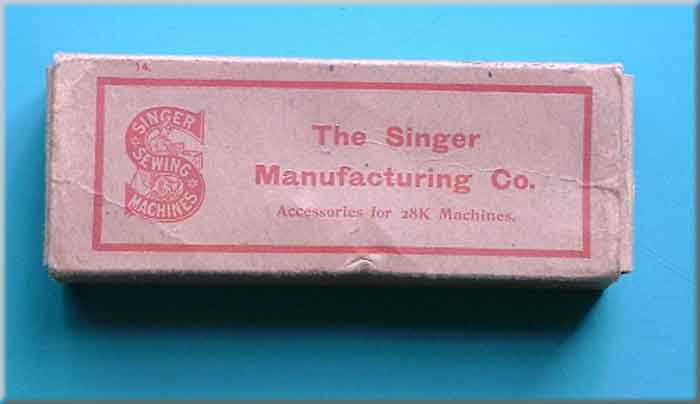 14.
SINGER
SEWING
MACHINES
The Singer
Manufacturing Co.
Accessories for 28K Machines.